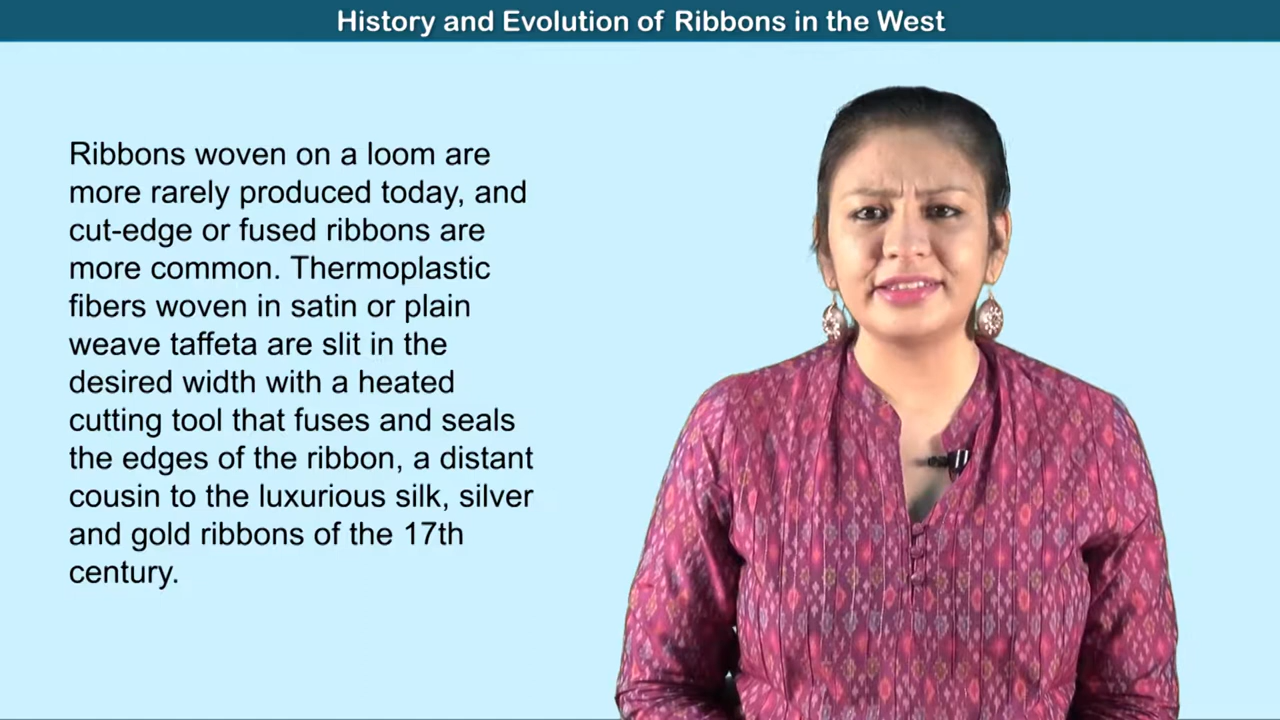 History and Evolution of Ribbons in the West
Ribbons woven on a loom are
more rarely produced today, and
cut-edge or fused ribbons are
more common. Thermoplastic
fibers woven in satin or plain
weave taffeta are slit in the
desired width with a heated
cutting tool that fuses and seals
the edges of the ribbon, a distant
cousin to the luxurious silk, silver
and gold ribbons of the 17th
century.